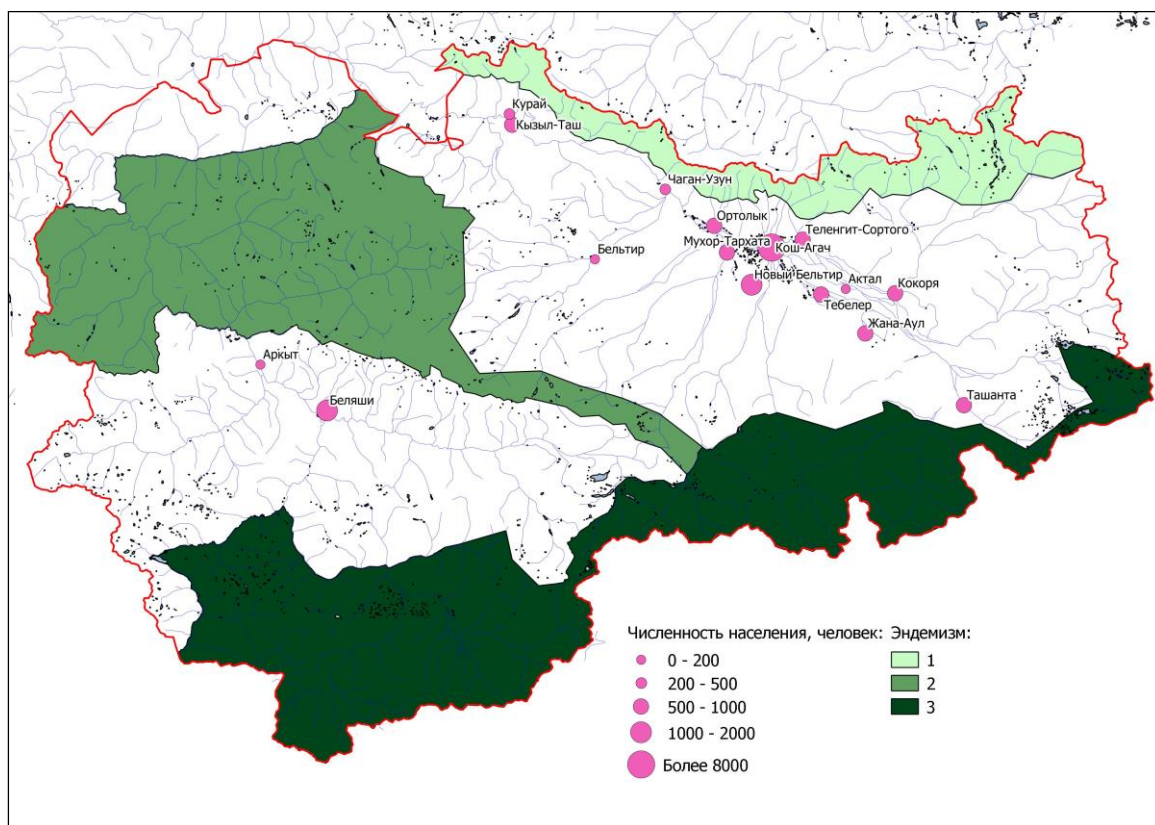 Курай
Кызыл-Таш
Чаган-Узун
Ортолык
Теленгит-Сортого
Мухор-Тархата
Кош-Агач
Бельтир
Новый Бельтир
Актал
Кокоря
Тебелер
Жана-Аул
Аркыт
Беляши
Ташанта
Численность населения, человек:
0 - 200
200 - 500
500 - 1000
1000 - 2000
Более 8000
Эндемизм:
1
2
3